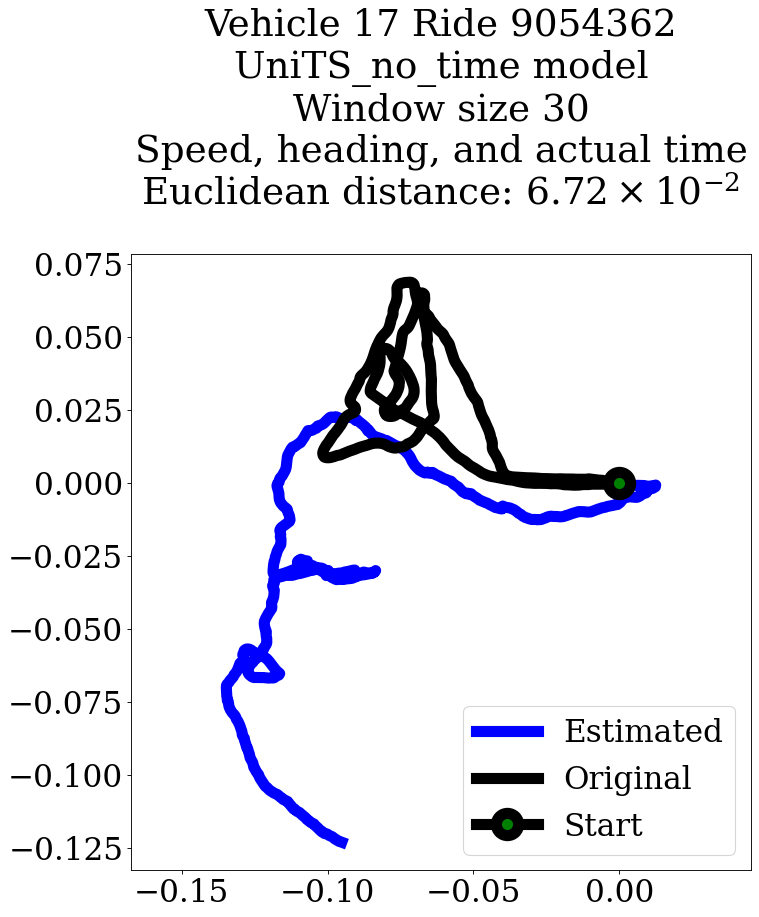 Vehicle 17 Ride 9054362
UniTS_no_time model
Window size 30
Speed, heading, and actual time
Euclidean distance: 6.72 × 10⁻²
0.075
0.050
0.025
0.000
−0.025
−0.050
−0.075
−0.100
−0.125
Estimated
Original
Start
−0.15
−0.10
−0.05
0.00